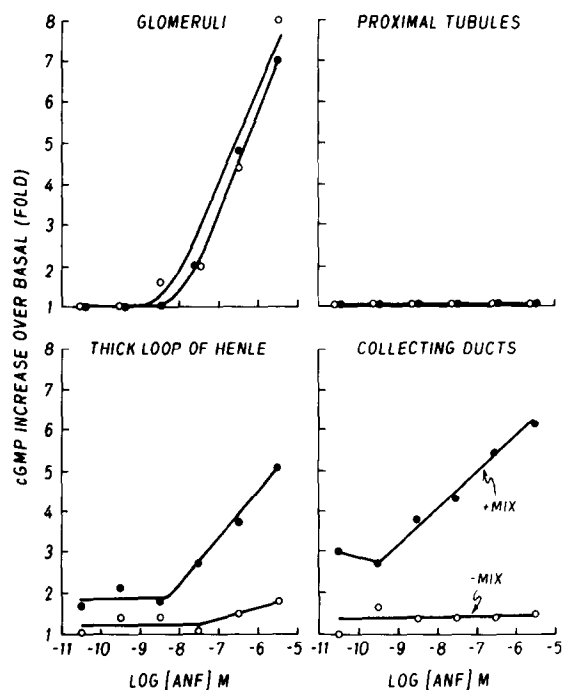 GLOMERULI
PROXIMAL TUBULES
8
7
6
5
4
3
2
1
cGMP INCREASE OVER BASAL (FOLD)
THICK LOOP OF HENLE
COLLECTING DUCTS
8
7
6
5
4
3
2
1
+MIX
-MIX
-11 -10 -9 -8 -7 -6 -5
-11 -10 -9 -8 -7 -6 -5
LOG [ANF] M
LOG [ANF] M